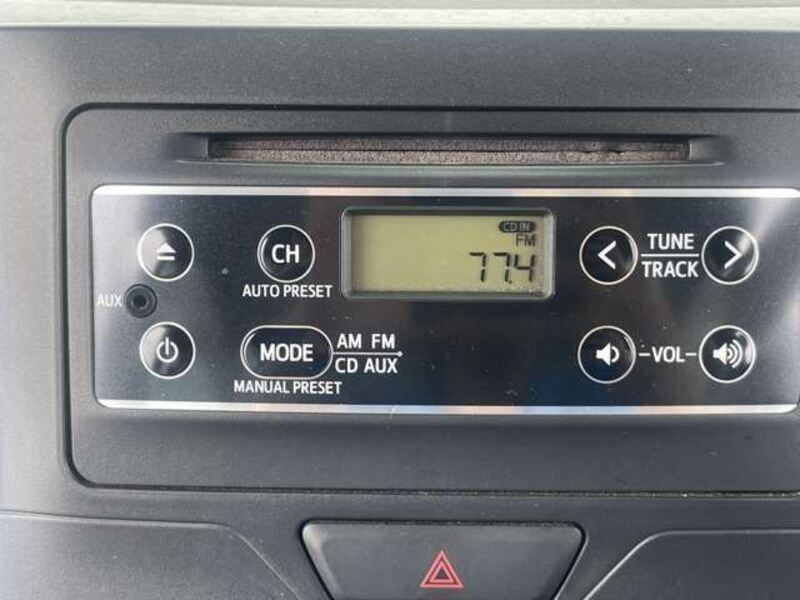 CD IN
FM
77.4
CH
AUTO PRESET
TUNE
TRACK
AUX
MODE
AM FM
CD AUX
MANUAL PRESET
-VOL-